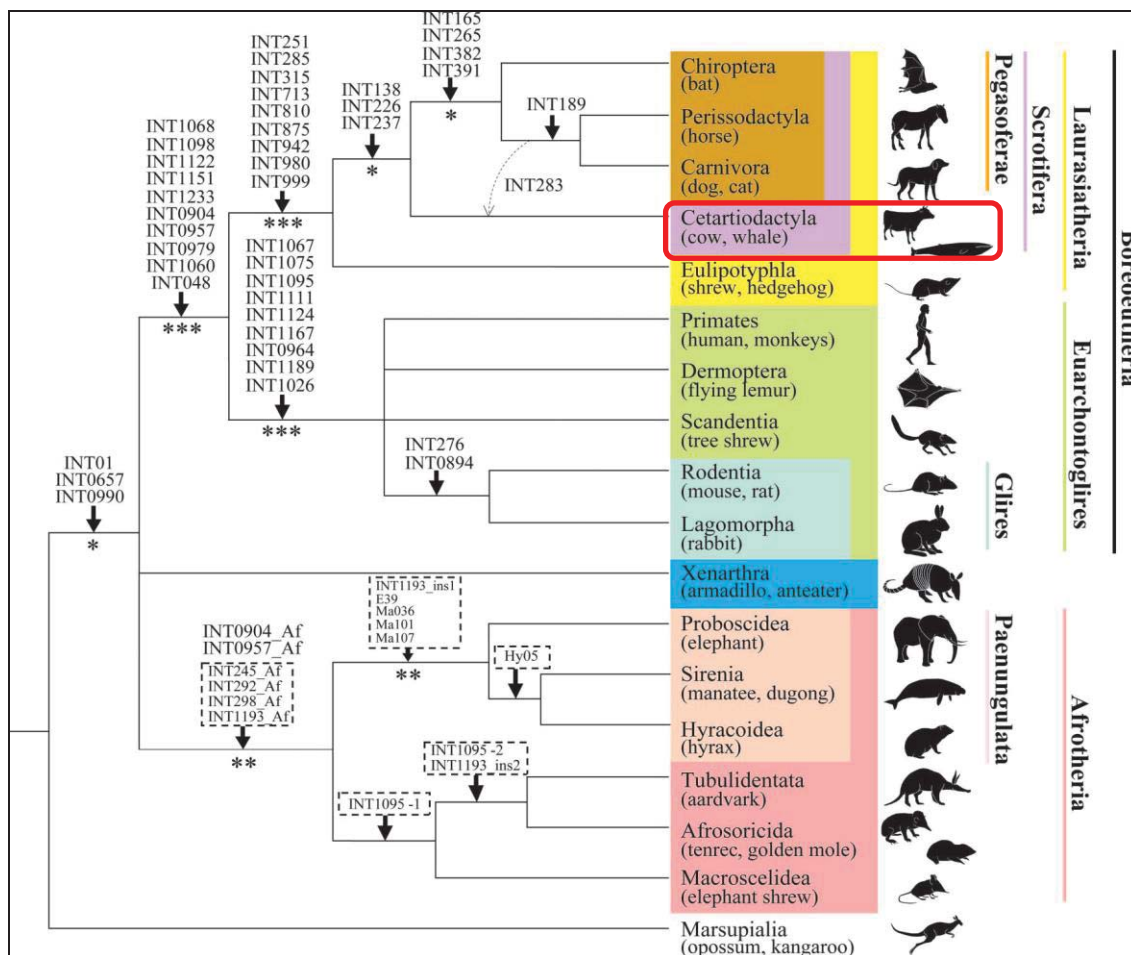 INT165
INT265
INT382
INT391
INT251
INT285
INT315
INT713
INT810
INT875
INT942
INT980
INT999
***
INT138
INT226
INT237
*
*
INT189
INT283
INT1068
INT1098
INT1122
INT1151
INT1233
INT0904
INT0957
INT0979
INT1060
INT048
***
INT1067
INT1075
INT1095
INT1111
INT1124
INT1167
INT0964
INT1189
INT1026
***
INT276
INT0894
INT01
INT0657
INT0990
*
INT1193_ins1
E39
Ma036
Ma101
Ma107
**
Hy05
INT0904_Af
INT0957_Af
INT245_Af
INT292_Af
INT298_Af
INT1193_Af
**
INT1095 -2
INT1193_ins2
INT1095 -1
Chiroptera
(bat)
Perissodactyla
(horse)
Carnivora
(dog, cat)
Cetartiodactyla
(cow, whale)
Eulipotyphla
(shrew, hedgehog)
Primates
(human, monkeys)
Dermoptera
(flying lemur)
Scandentia
(tree shrew)
Rodentia
(mouse, rat)
Lagomorpha
(rabbit)
Xenarthra
(armadillo, anteater)
Proboscidea
(elephant)
Sirenia
(manatee, dugong)
Hyracoidea
(hyrax)
Tubulidentata
(aardvark)
Afrosoricida
(tenrec, golden mole)
Macroscelidea
(elephant shrew)
Marsupialia
(opossum, kangaroo)
Pegasoferae
Scrotifera
Laurasiatheria
Boreoeutheria
Euarchontoglires
Glires
Paenungulata
Afrotheria